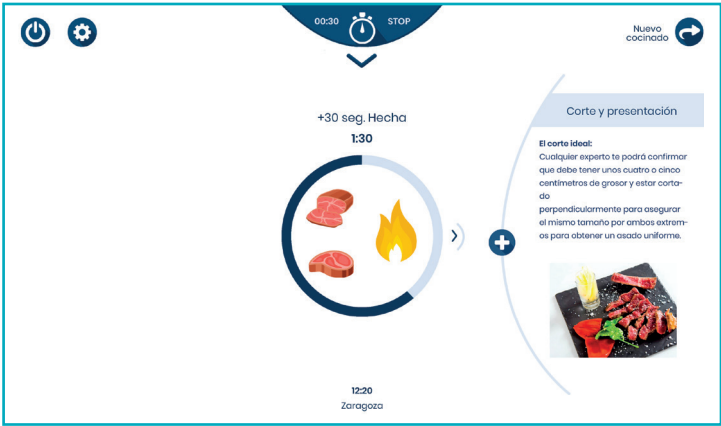 00:30 STOP
Nuevo
cocinado
+30 seg. Hecha
1:30
Corte y presentación
El corte ideal:
Cualquier experto te podrá confirmar
que debe tener unos cuatro o cinco
centímetros de grosor y estar corta-
do
perpendicularmente para asegurar
el mismo tamaño por ambos extrem-
os para obtener un asado uniforme.
12:20
Zaragoza